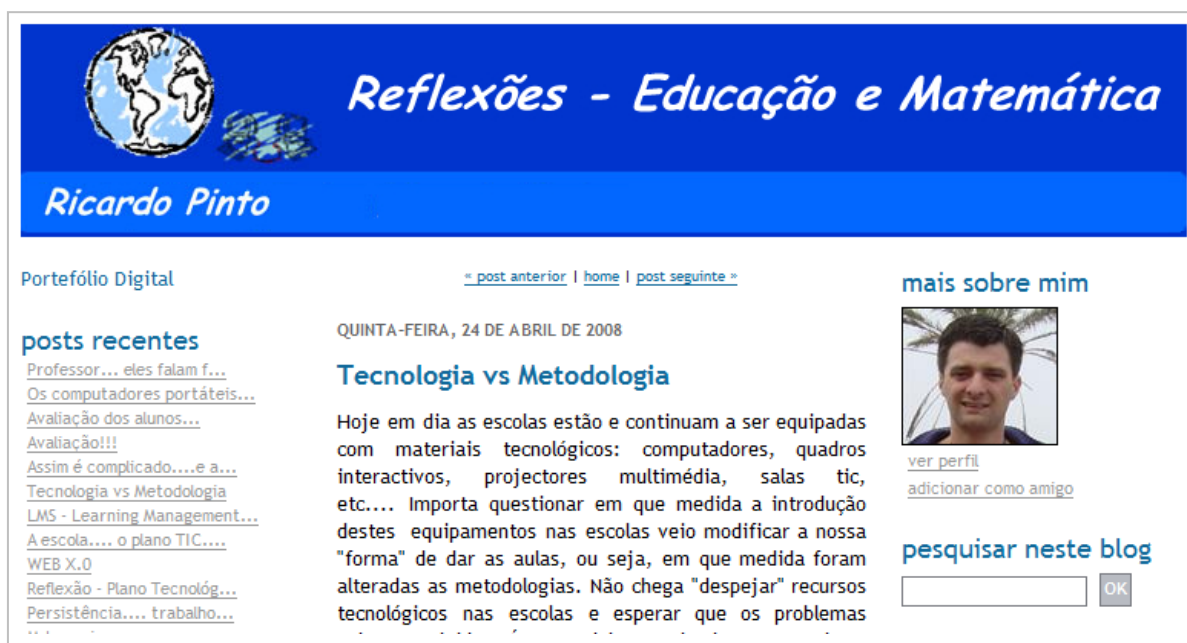 Reflexões - Educação e Matemática
Ricardo Pinto
Portefólio Digital
posts recentes
Professor... eles falam f...
Os computadores portáteis...
Avaliação dos alunos...
Avaliação!!!
Assim é complicado....e a...
Tecnologia vs Metodologia
LMS - Learning Management...
A escola.... o plano TIC....
WEB X.0
Reflexão - Plano Tecnológ...
Persistência.... trabalho...
« post anterior | home | post seguinte »
QUINTA-FEIRA, 24 DE ABRIL DE 2008
Tecnologia vs Metodologia
Hoje em dia as escolas estão e continuam a ser equipadas
com materiais tecnológicos: computadores, quadros
interactivos, projectores multimédia, salas tic,
etc.... Importa questionar em que medida a introdução
destes equipamentos nas escolas veio modificar a nossa
"forma" de dar as aulas, ou seja, em que medida foram
alteradas as metodologias. Não chega "despejar" recursos
tecnológicos nas escolas e esperar que os problemas
mais sobre mim
ver perfil
adicionar como amigo
pesquisar neste blog
OK